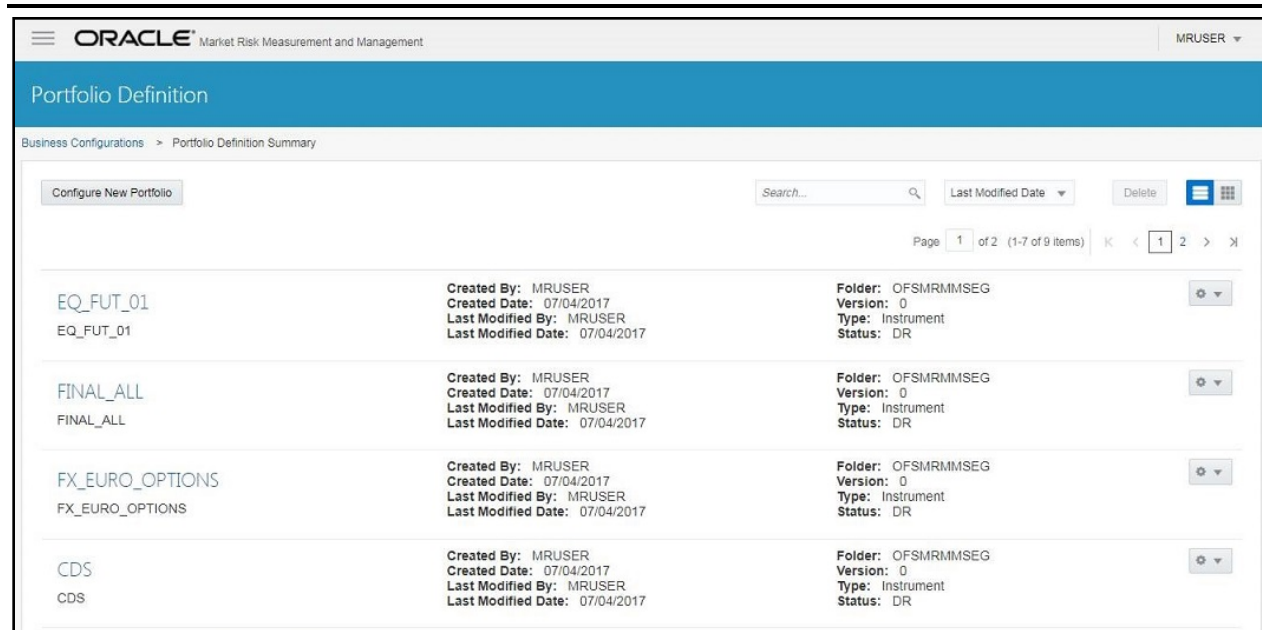 ORACLE® Market Risk Measurement and Management MRUSER
Portfolio Definition
Business Configurations > Portfolio Definition Summary
Configure New Portfolio Search... Last Modified Date Delete
Page 1 of 2 (1-7 of 9 items) K < 1 2 > >|
EQ_FUT_01
EQ_FUT_01
Created By: MRUSER
Created Date: 07/04/2017
Last Modified By: MRUSER
Last Modified Date: 07/04/2017
Folder: OFSMRMMSEG
Version: 0
Type: Instrument
Status: DR
FINAL_ALL
FINAL_ALL
Created By: MRUSER
Created Date: 07/04/2017
Last Modified By: MRUSER
Last Modified Date: 07/04/2017
Folder: OFSMRMMSEG
Version: 0
Type: Instrument
Status: DR
FX_EURO_OPTIONS
FX_EURO_OPTIONS
Created By: MRUSER
Created Date: 07/04/2017
Last Modified By: MRUSER
Last Modified Date: 07/04/2017
Folder: OFSMRMMSEG
Version: 0
Type: Instrument
Status: DR
CDS
CDS
Created By: MRUSER
Created Date: 07/04/2017
Last Modified By: MRUSER
Last Modified Date: 07/04/2017
Folder: OFSMRMMSEG
Version: 0
Type: Instrument
Status: DR